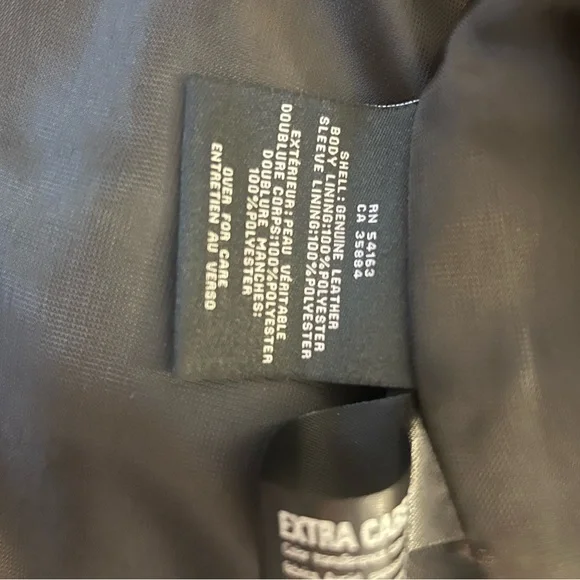 RN 54163
CA 35884
SHELL:GENUINE LEATHER
BODY LINING:100%POLYESTER
SLEEVE LINING:100%POLYESTER
EXTÉRIEUR:PEAU VÉRITABLE
DOUBLURE CORPS:100%POLYESTER
DOUBLURE MANCHES:
100%POLYESTER
OVER FOR CARE
ENTRETIEN AU VERSO
EXTRA